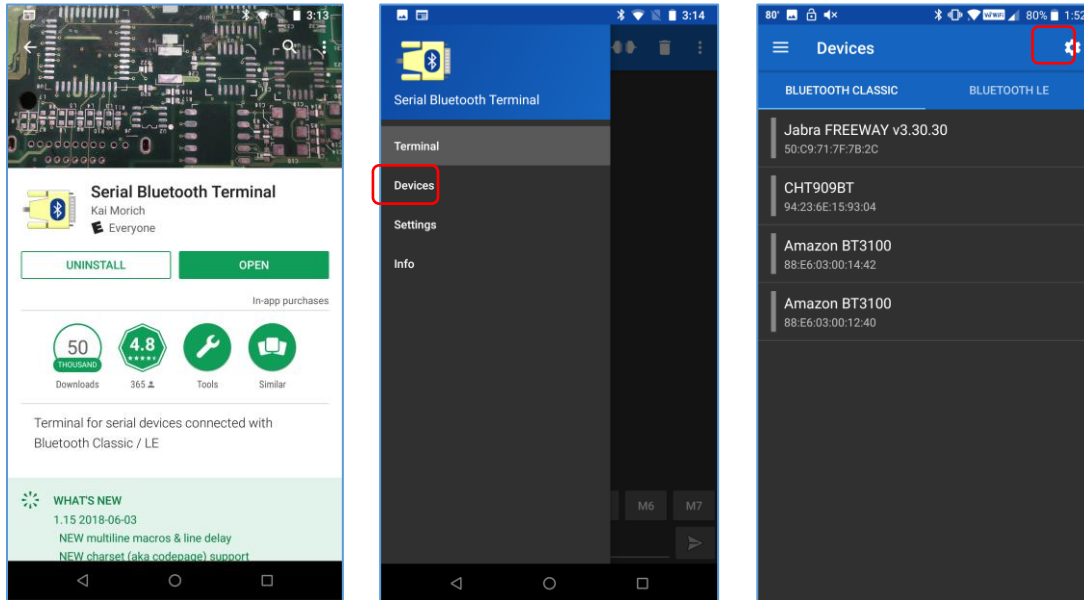 3:13
Serial Bluetooth Terminal
Kai Morich
Everyone
UNINSTALL
OPEN
In-app purchases
50
THOUSAND
Downloads
4.8
365
Tools
Similar
Terminal for serial devices connected with
Bluetooth Classic / LE
WHAT'S NEW
1.15 2018-06-03
NEW multiline macros & line delay
NEW charset (aka codepage) support
3:14
Serial Bluetooth Terminal
Terminal
Devices
Settings
Info
M6 M7
80° 80% 1:52
Devices
BLUETOOTH CLASSIC
BLUETOOTH LE
Jabra FREEWAY v3.30.30
50:C9:71:7F:7B:2C
CHT909BT
94:23:6E:15:93:04
Amazon BT3100
88:E6:03:00:14:42
Amazon BT3100
88:E6:03:00:12:40